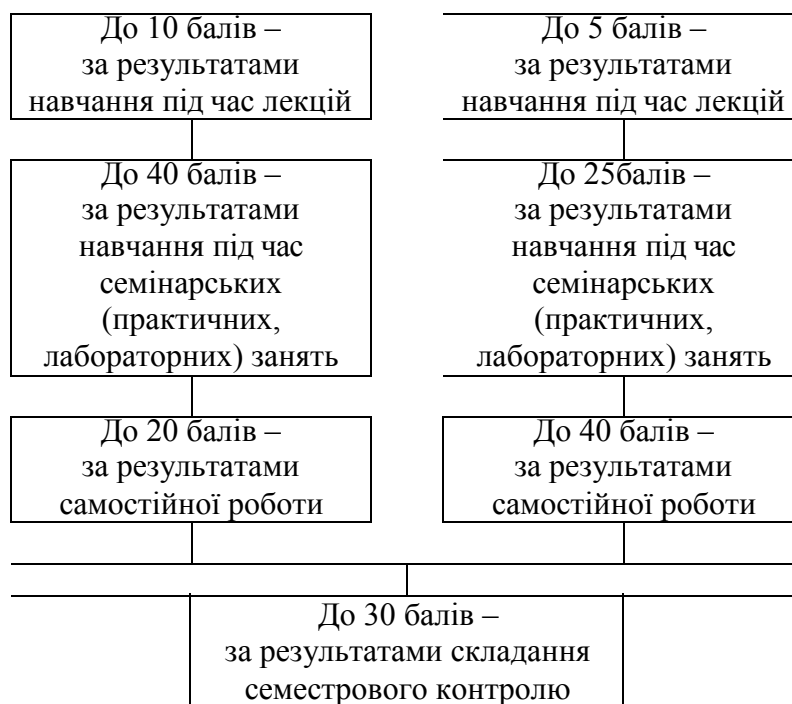 До 10 балів –
за результатами
навчання під час лекцій
До 5 балів –
за результатами
навчання під час лекцій
До 40 балів –
за результатами
навчання під час
семінарських
(практичних,
лабораторних) занять
До 25балів –
за результатами
навчання під час
семінарських
(практичних,
лабораторних) занять
До 20 балів –
за результатами
самостійної роботи
До 40 балів –
за результатами
самостійної роботи
До 30 балів –
за результатами складання
семестрового контролю